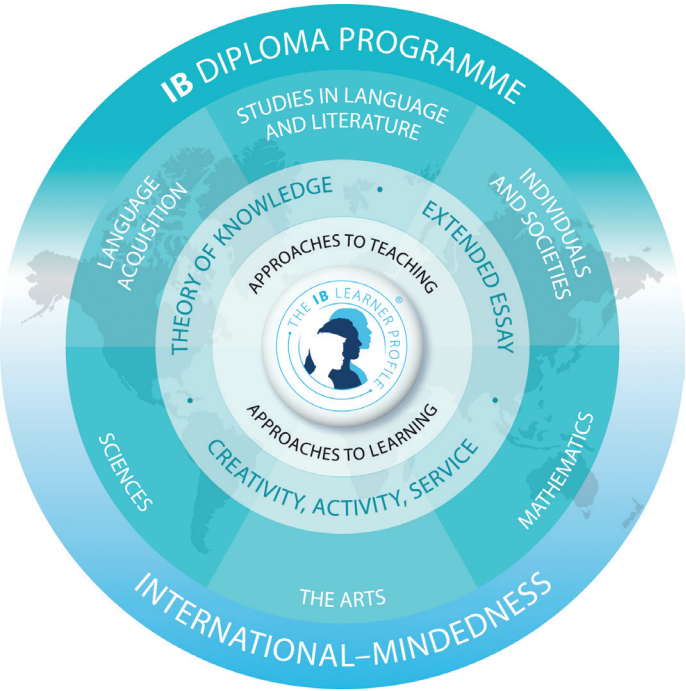 IB DIPLOMA PROGRAMME
STUDIES IN LANGUAGE
AND LITERATURE
LANGUAGE
ACQUISITION
INDIVIDUALS
AND SOCIETIES
THEORY OF KNOWLEDGE
•
EXTENDED ESSAY
APPROACHES TO TEACHING
THE IB LEARNER PROFILE
®
APPROACHES TO LEARNING
•
CREATIVITY, ACTIVITY, SERVICE
•
SCIENCES
MATHEMATICS
THE ARTS
INTERNATIONAL–MINDEDNESS